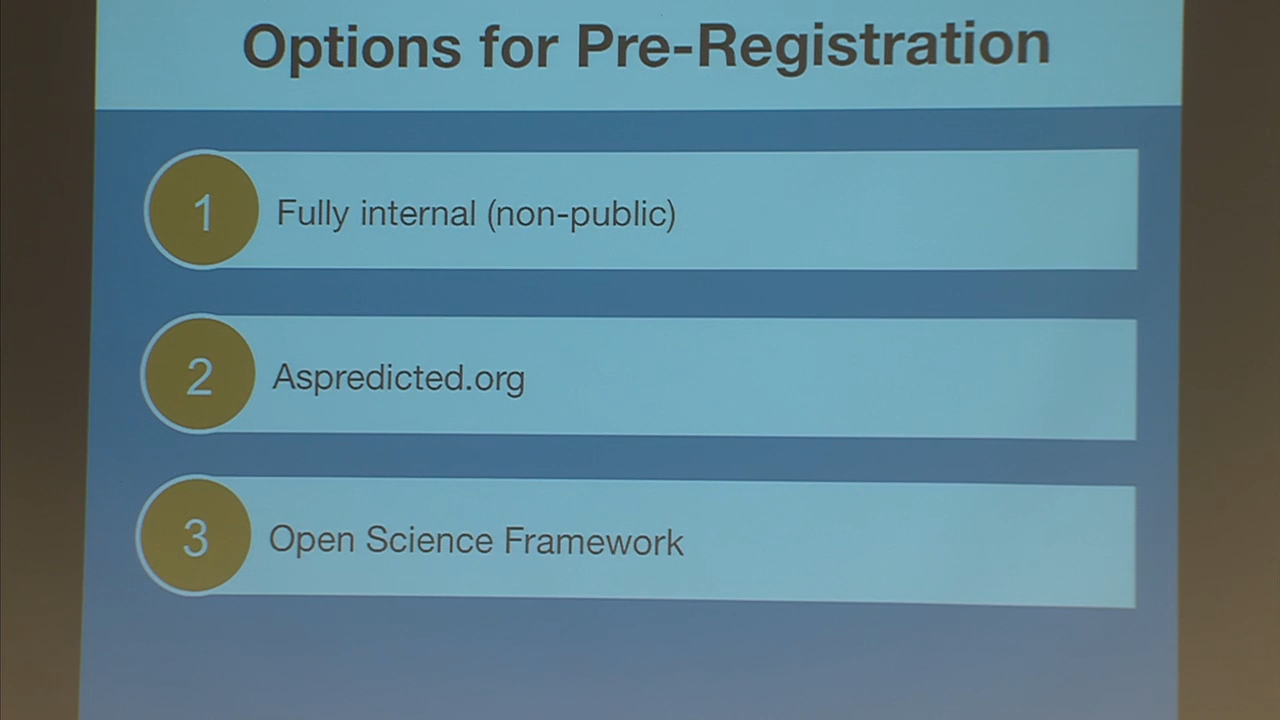 Options for Pre-Registration
1 Fully internal (non-public)
2 Aspredicted.org
3 Open Science Framework